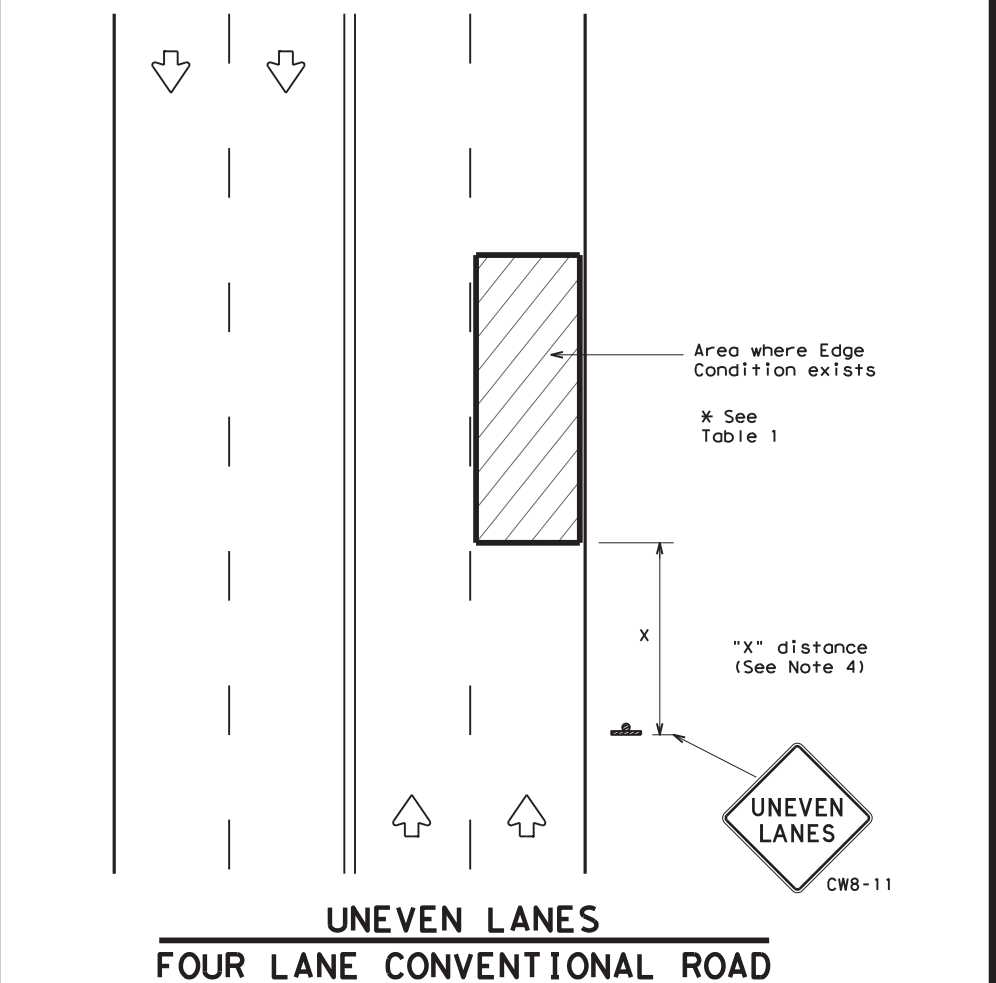 Area where Edge
Condition exists
* See
Table 1
X
"X" distance
(See Note 4)
UNEVEN
LANES
CW8-11
UNEVEN LANES
FOUR LANE CONVENTIONAL ROAD